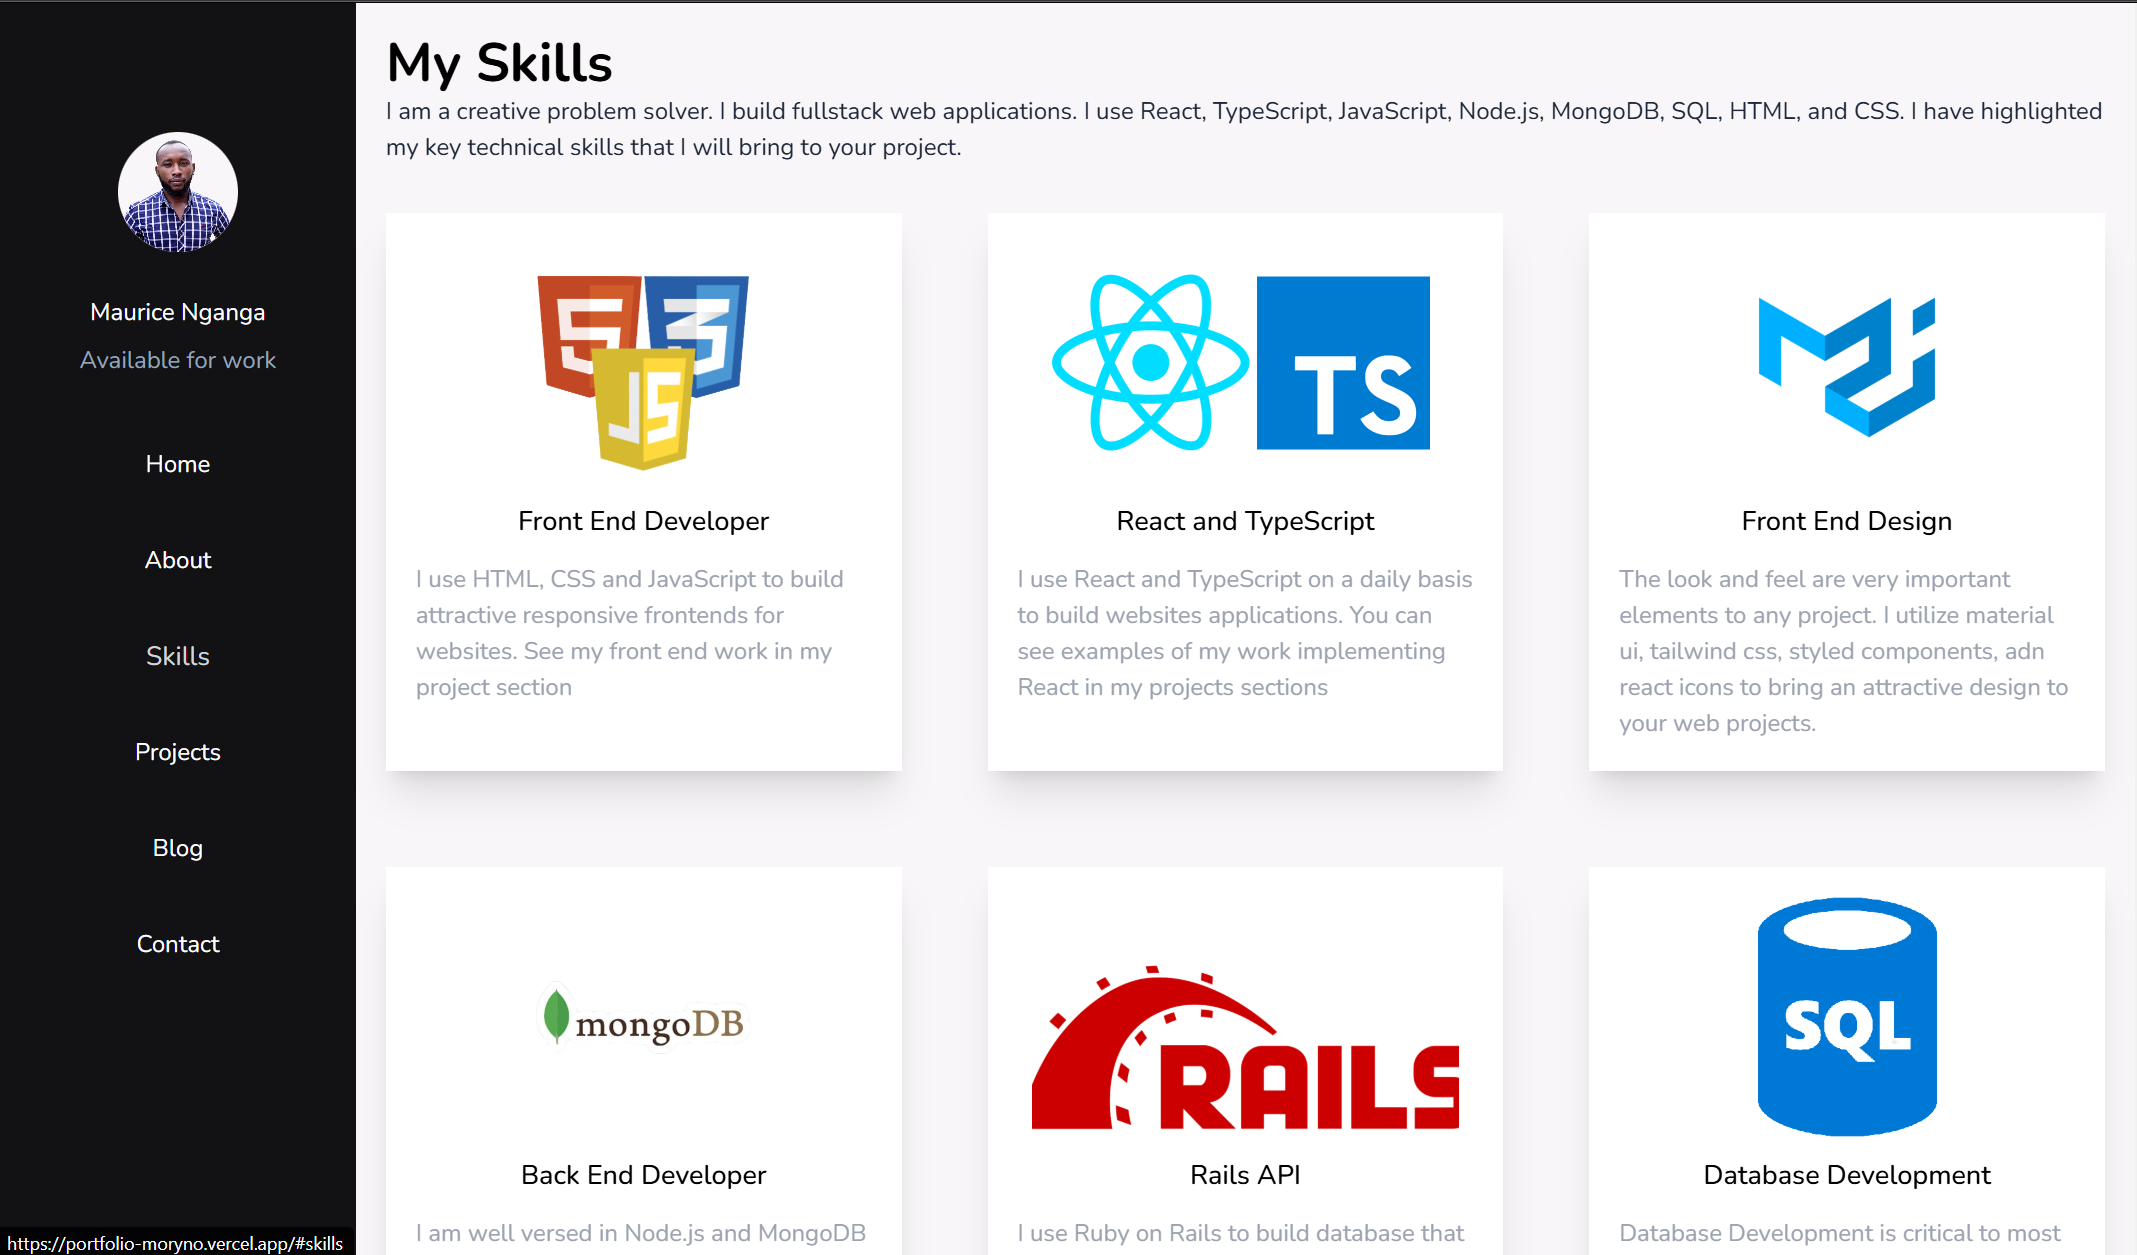 Maurice Nganga
Available for work
Home
About
Skills
Projects
Blog
Contact
https://portfolio-moryno.vercel.app/#skills
My Skills
I am a creative problem solver. I build fullstack web applications. I use React, TypeScript, JavaScript, Node.js, MongoDB, SQL, HTML, and CSS. I have highlighted
my key technical skills that I will bring to your project.
5 3
JS
Front End Developer
I use HTML, CSS and JavaScript to build
attractive responsive frontends for
websites. See my front end work in my
project section
TS
React and TypeScript
I use React and TypeScript on a daily basis
to build websites applications. You can
see examples of my work implementing
React in my projects sections
Front End Design
The look and feel are very important
elements to any project. I utilize material
ui, tailwind css, styled components, adn
react icons to bring an attractive design to
your web projects.
mongoDB
Back End Developer
I am well versed in Node.js and MongoDB
RAILS
Rails API
I use Ruby on Rails to build database that
SQL
Database Development
Database Development is critical to most